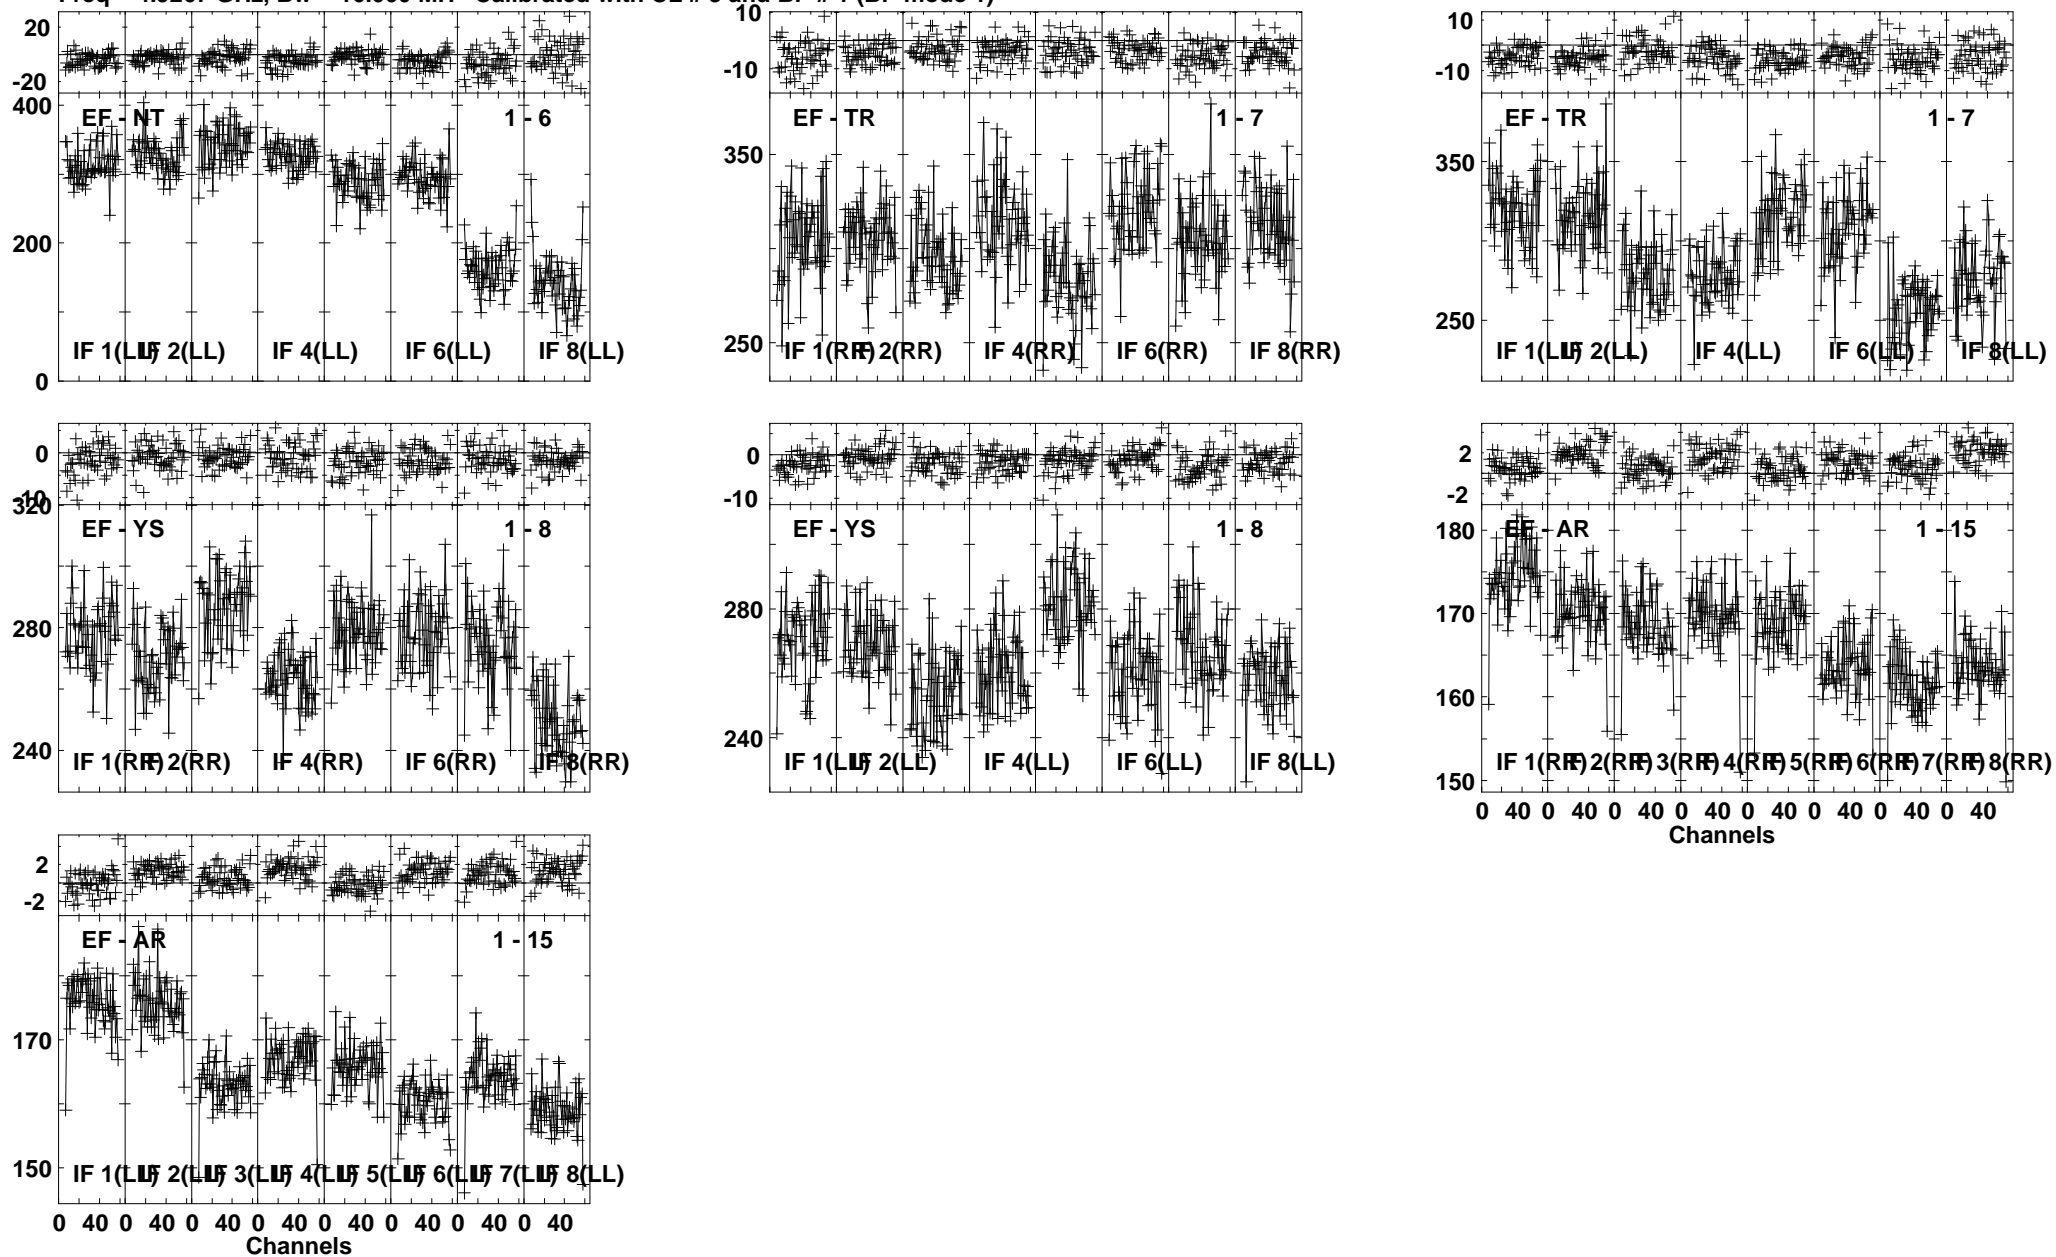 20 10 10
-20 -10 -10
400 EF - NT 1 - 6 EF - TR 1 - 7 EF - TR 1 - 7
350 350
200
250 250
0
IF 1(LL) IF 2(LL) IF 4(LL) IF 6(LL) IF 8(LL) IF 1(RR) IF 2(RR) IF 4(RR) IF 6(RR) IF 8(RR) IF 1(LL) IF 2(LL) IF 4(LL) IF 6(LL) IF 8(LL)
0 0 2
-10 -10 -2
320 EF - YS 1 - 8 EF - YS 1 - 8 180 EF - AR 1 - 15
280 280 170
240 240 160
150
IF 1(RR) IF 2(RR) IF 4(RR) IF 6(RR) IF 8(RR) IF 1(LL) IF 2(LL) IF 4(LL) IF 6(LL) IF 8(LL) IF 1(RR) IF 2(RR) IF 3(RR) IF 4(RR) IF 5(RR) IF 6(RR) IF 7(RR) IF 8(RR)
0 40 0 40 0 40 0 40 0 40 0 40 0 40 0 40
Channels
2
-2
EF - AR 1 - 15
170
150
IF 1(LL) IF 2(LL) IF 3(LL) IF 4(LL) IF 5(LL) IF 6(LL) IF 7(LL) IF 8(LL)
0 40 0 40 0 40 0 40 0 40 0 40 0 40 0 40
Channels